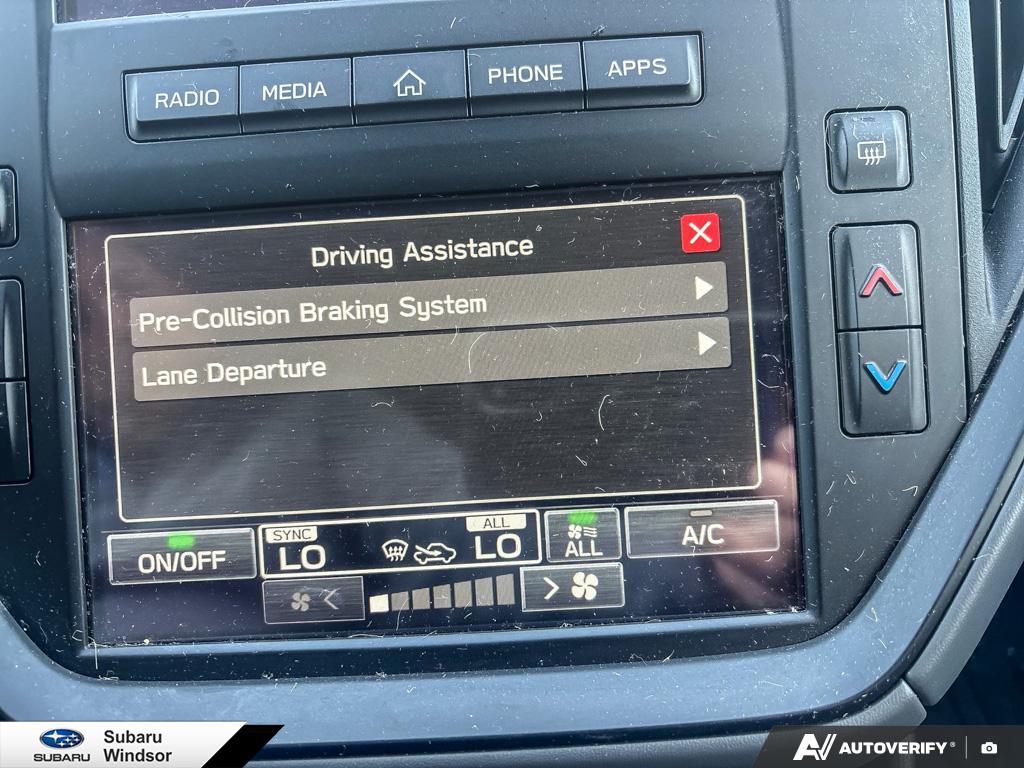 RADIO
MEDIA
PHONE
APPS
Driving Assistance
Pre-Collision Braking System
Lane Departure
ON/OFF
SYNC
LO
ALL
LO
ALL
A/C
SUBARU
Subaru
Windsor
AV AUTOVERIFY®